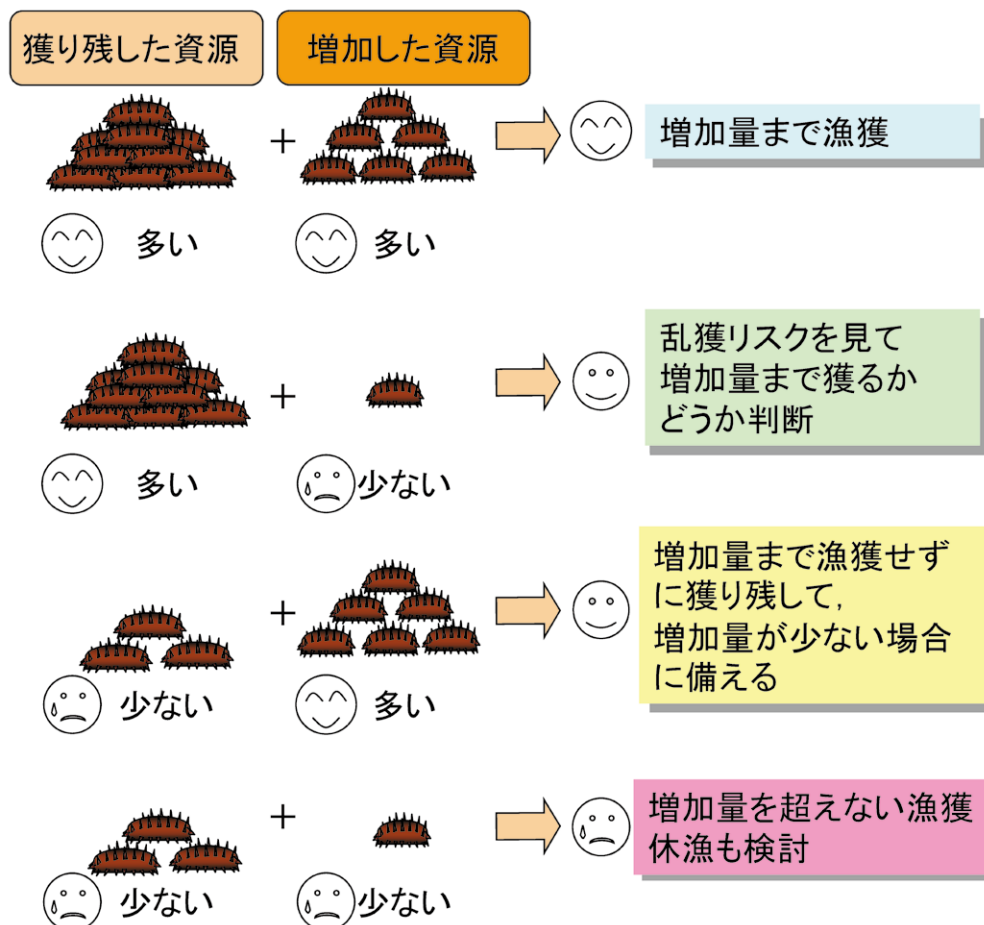 獲り残した資源
増加した資源
+
増加量まで漁獲
多い
多い
+
乱獲リスクを見て
増加量まで獲るか
どうか判断
多い
少ない
+
増加量まで漁獲せず
に獲り残して,
増加量が少ない場合
に備える
少ない
多い
+
増加量を超えない漁獲
休漁も検討
少ない
少ない